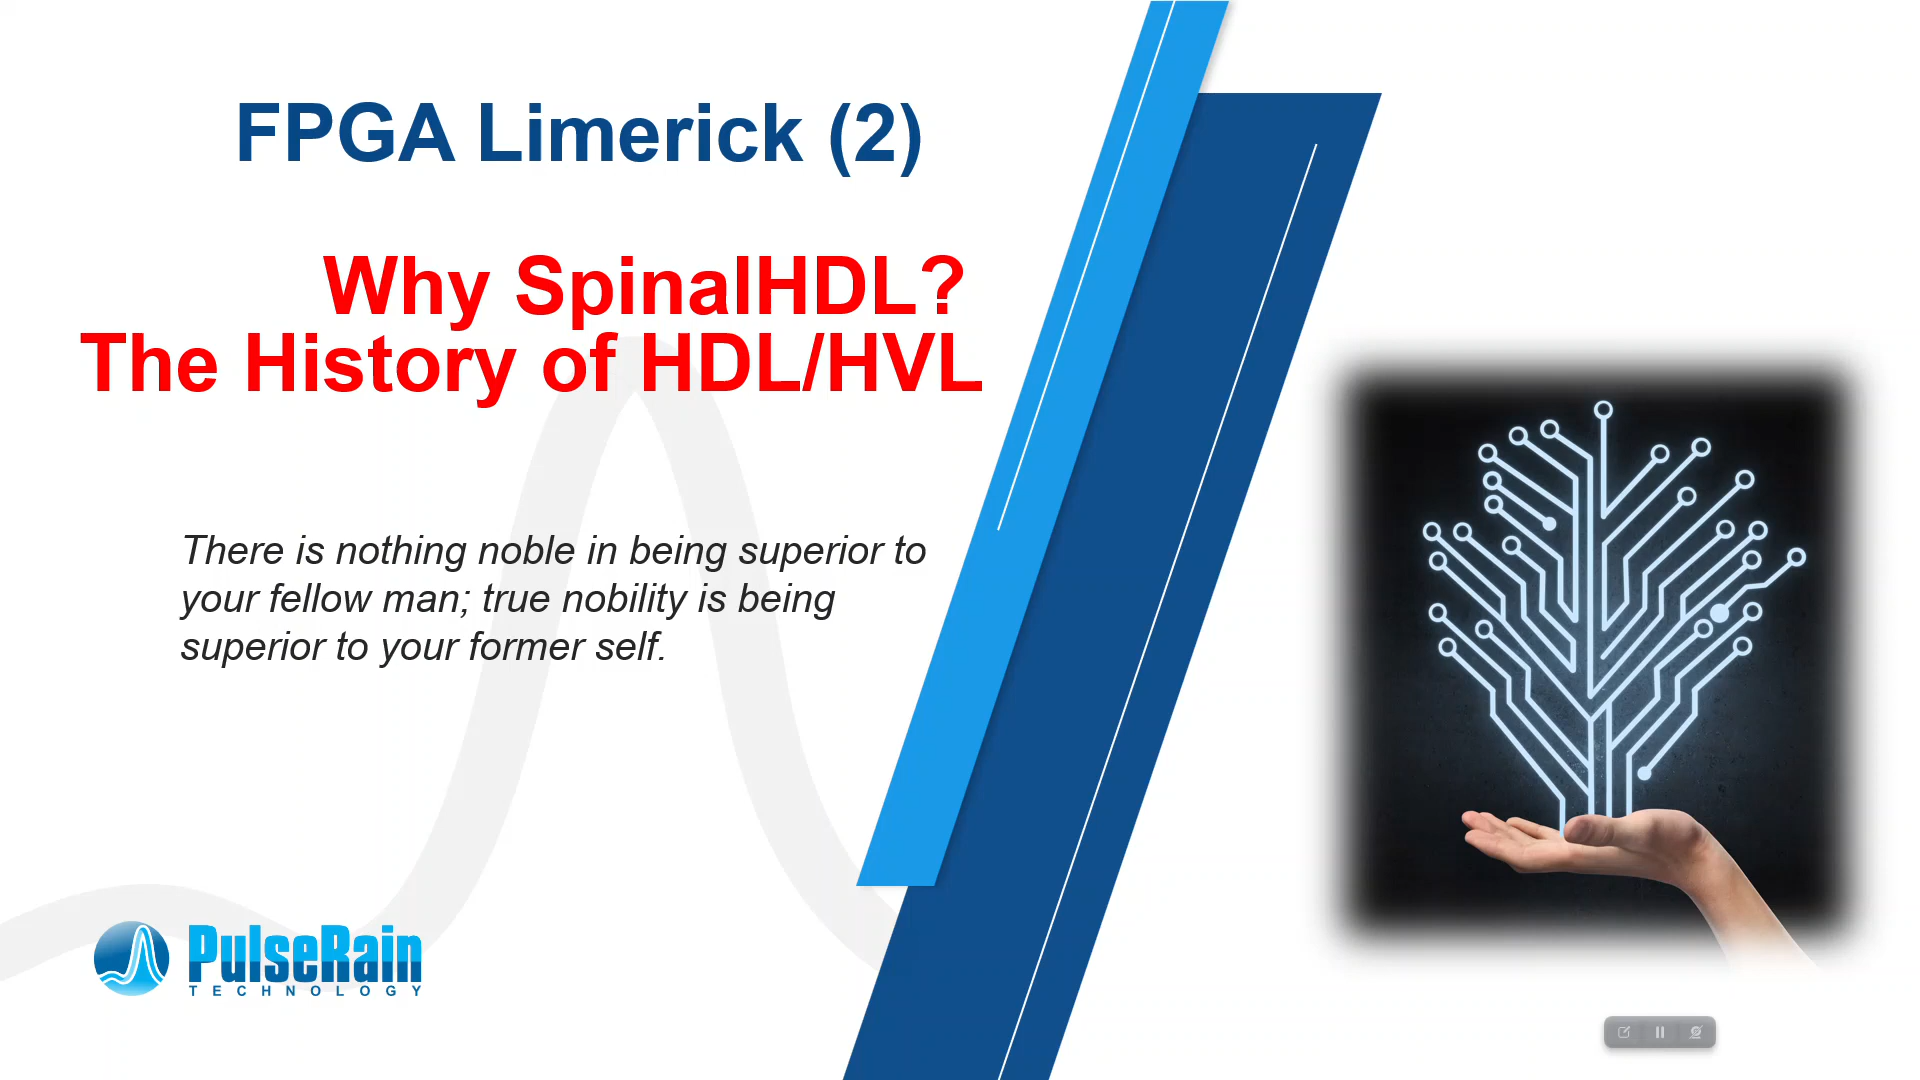 FPGA Limerick (2)
Why SpinalHDL?
The History of HDL/HVL
There is nothing noble in being superior to
your fellow man; true nobility is being
superior to your former self.
PulseRain
TECHNOLOGY